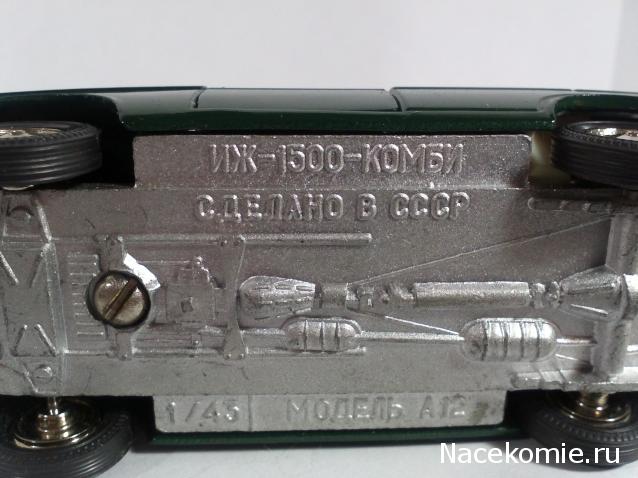 ИЖ-1500-КОМБИ
СДЕЛАНО В СССР
1/43 МОДЕЛЬ А12
Nacekomie.ru